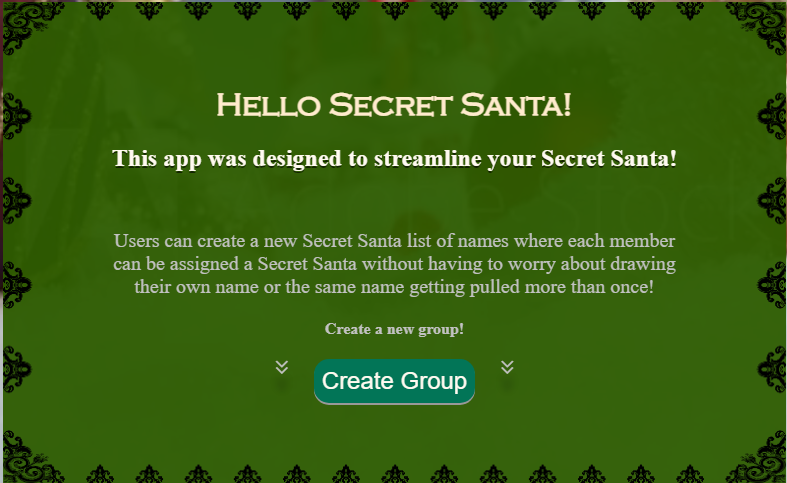 Hello Secret Santa!
This app was designed to streamline your Secret Santa!
Users can create a new Secret Santa list of names where each member
can be assigned a Secret Santa without having to worry about drawing
their own name or the same name getting pulled more than once!
Create a new group!
Create Group